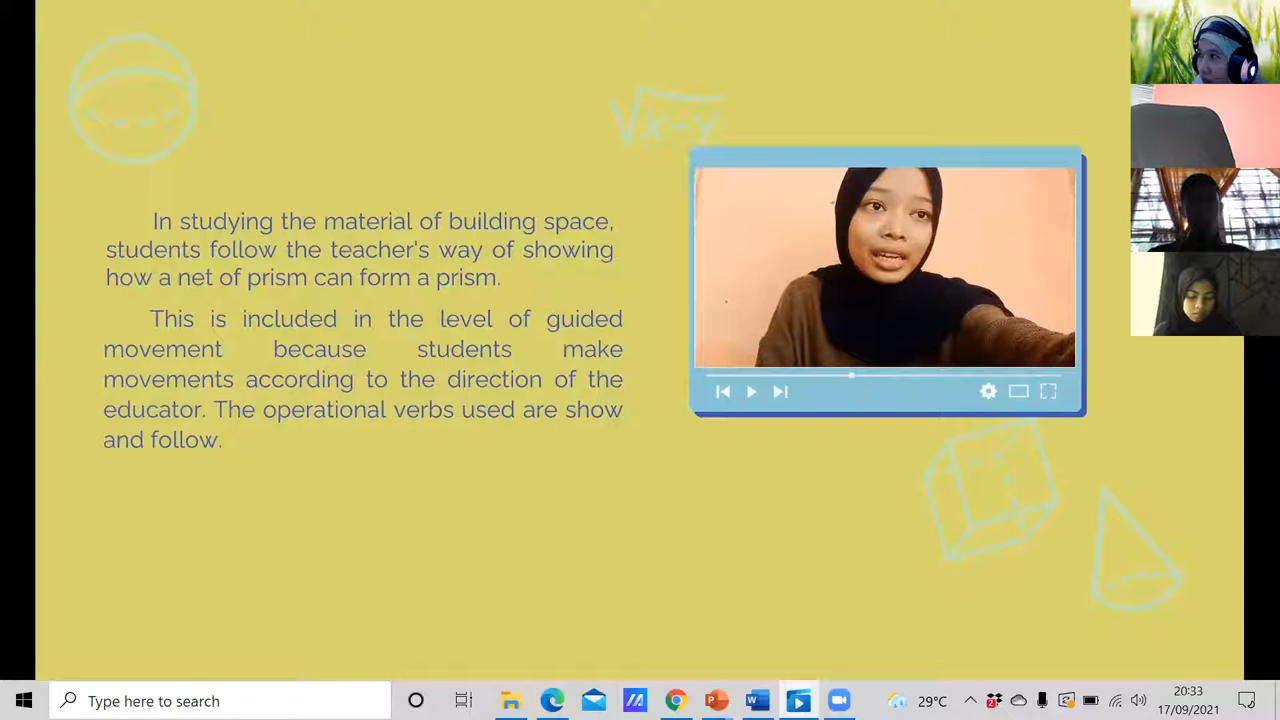 √x-y
In studying the material of building space,
students follow the teacher's way of showing
how a net of prism can form a prism.
This is included in the level of guided
movement because students make
movements according to the direction of the
educator. The operational verbs used are show
and follow.
Type here to search
29°C
2
20:33
17/09/2021